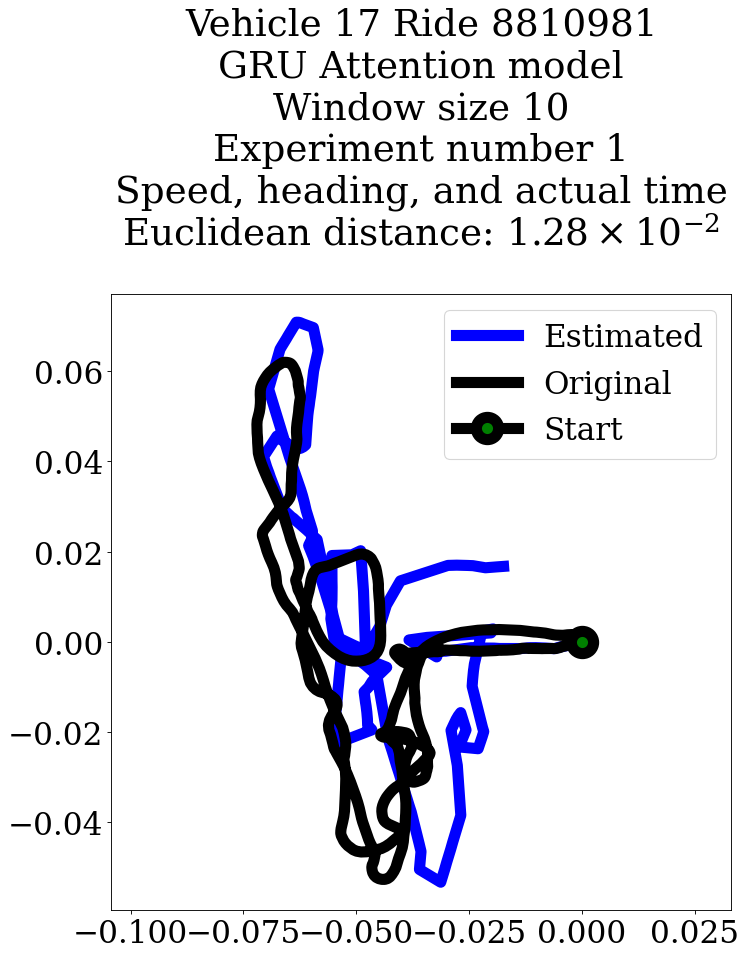 Vehicle 17 Ride 8810981
GRU Attention model
Window size 10
Experiment number 1
Speed, heading, and actual time
Euclidean distance: 1.28 × 10⁻²
Estimated
Original
Start
0.06
0.04
0.02
0.00
−0.02
−0.04
−0.100 −0.075 −0.050 −0.025 0.000 0.025